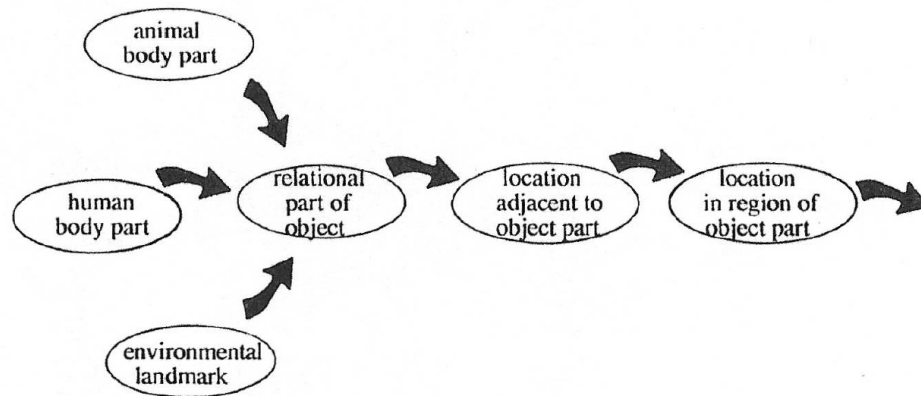 animal
body part
human
body part
relational
part of
object
location
adjacent to
object part
location
in region of
object part
environmental
landmark